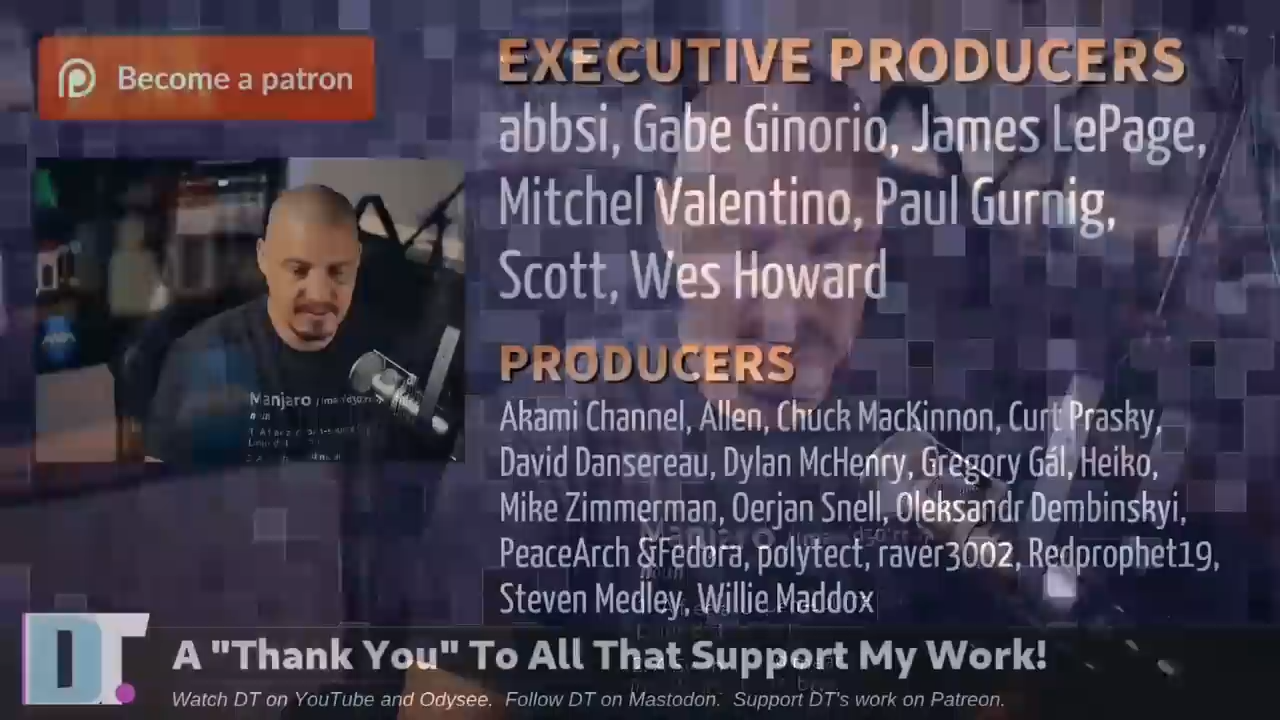 Become a patron
EXECUTIVE PRODUCERS
abbsi, Gabe Ginorio, James LePage,
Mitchel Valentino, Paul Gurnig,
Scott, Wes Howard
Manjaro
noun
PRODUCERS
Akami Channel, Allen, Chuck MacKinnon, Curt Prasky,
David Dansereau, Dylan McHenry, Gregory Gál, Heiko,
Mike Zimmerman, Oerjan Snell, Oleksandr Dembinskyi,
PeaceArch &Fedora, polytect, raver3002, Redprophet19,
Steven Medley, Willie Maddox
Manjaro
noun
DT
A "Thank You" To All That Support My Work!
Watch DT on YouTube and Odysee. Follow DT on Mastodon. Support DT's work on Patreon.